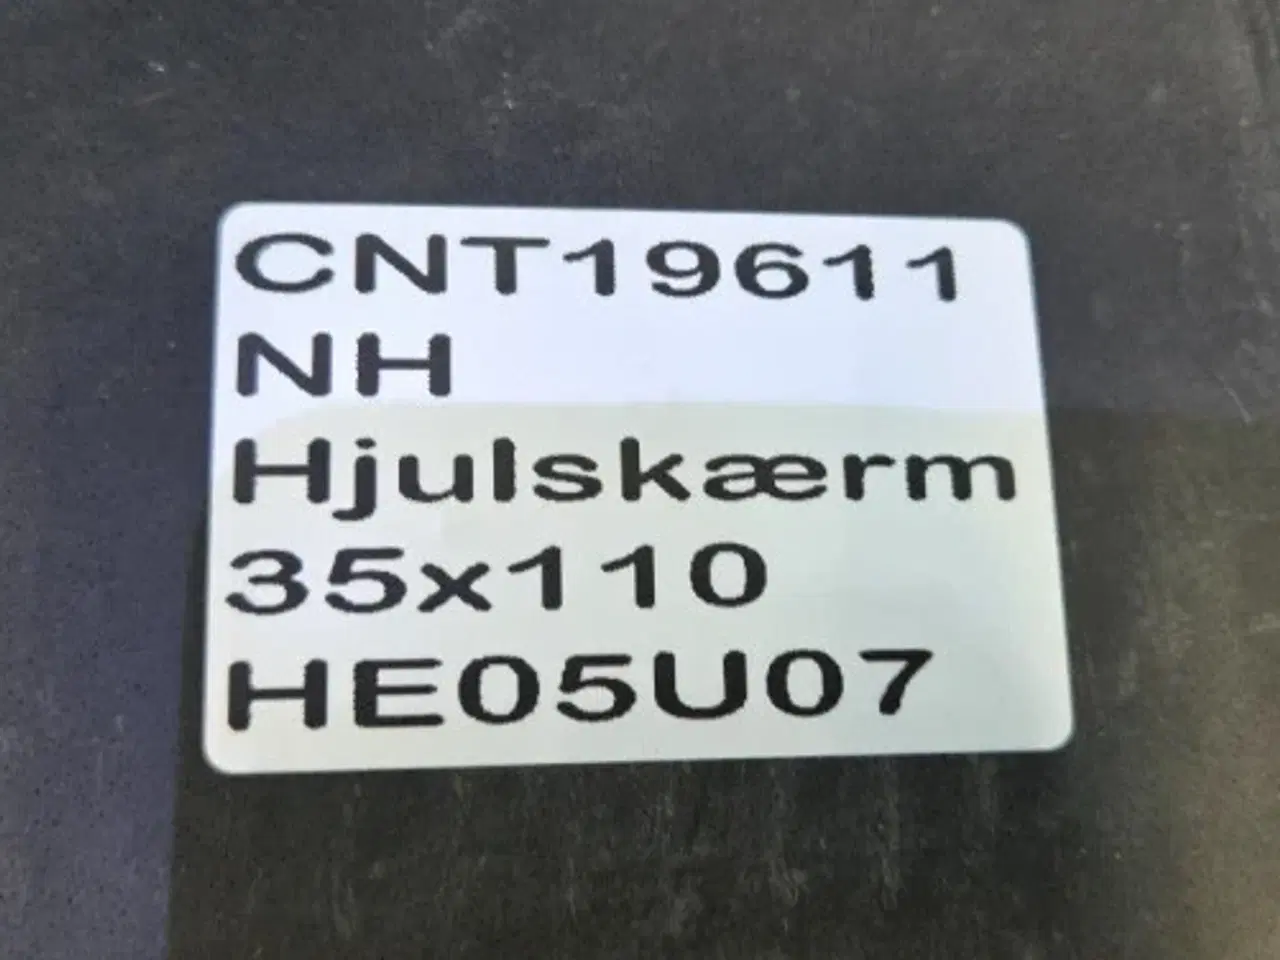 CNT19611
NH
Hjulskærm
35x110
HE05U07